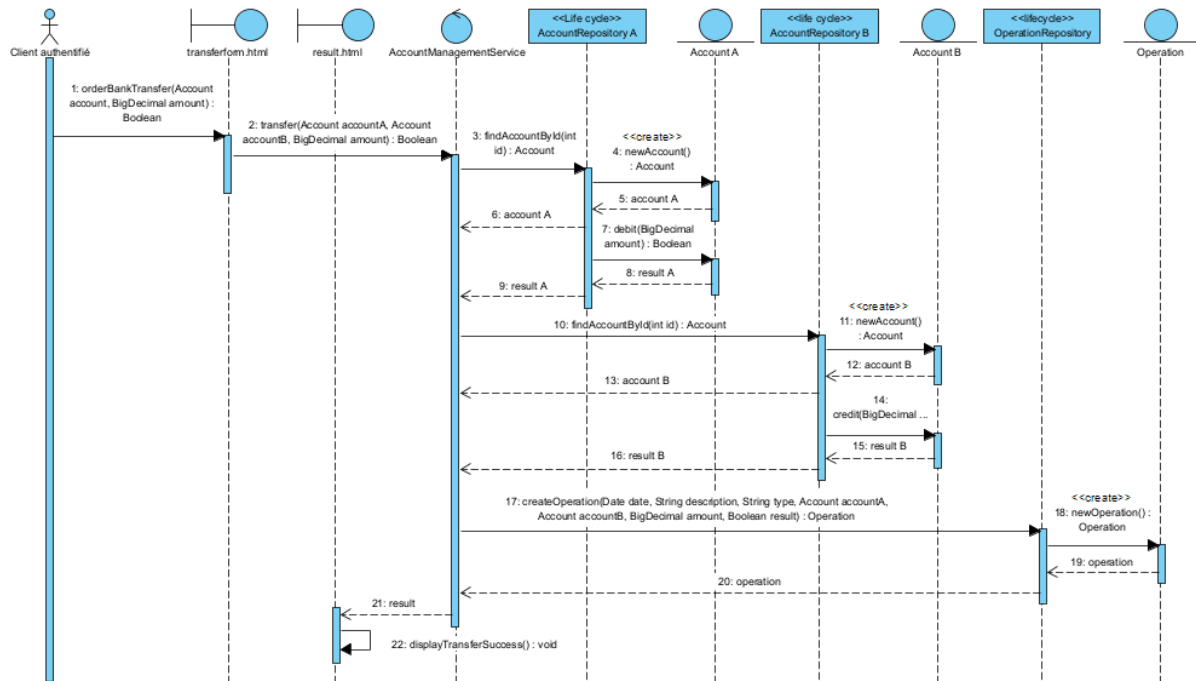 <<Life cycle>>
AccountRepository A
<<life cycle>>
AccountRepository B
<<lifecycle>>
OperationRepository
Client authentifié
transferform.html
result.html
AccountManagementService
Account A
Account B
Operation
1: orderBankTransfer(Account
account, BigDecimal amount) :
Boolean
2: transfer(Account accountA, Account
accountB, BigDecimal amount) : Boolean
3: findAccountById(int
id) : Account
<<create>>
4: newAccount()
: Account
5: account A
6: account A
7: debit(BigDecimal
amount) : Boolean
8: result A
9: result A
10: findAccountById(int id) : Account
<<create>>
11: newAccount()
: Account
12: account B
13: account B
14:
credit(BigDecimal ...
15: result B
16: result B
17: createOperation(Date date, String description, String type, Account accountA,
Account accountB, BigDecimal amount, Boolean result) : Operation
<<create>>
18: newOperation() :
Operation
19: operation
20: operation
21: result
22: displayTransferSuccess() : void